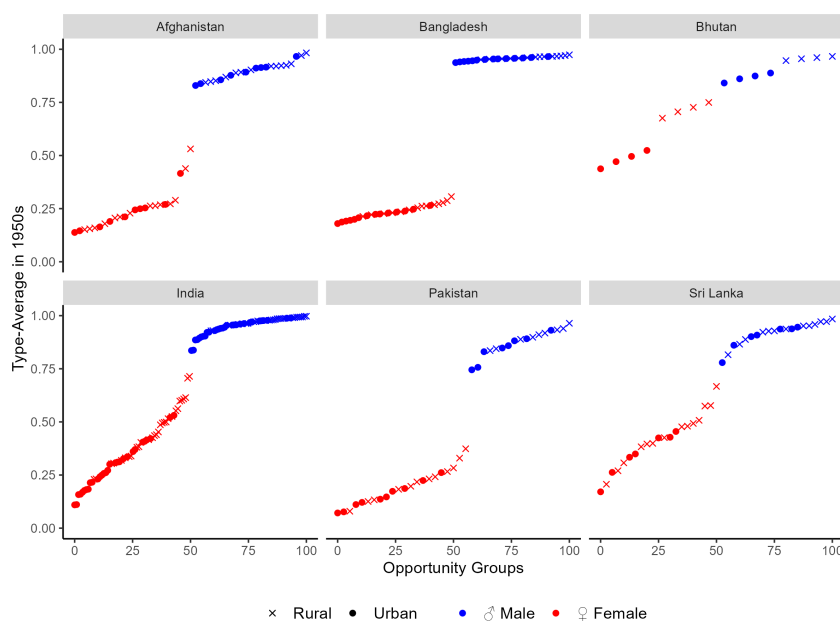 Afghanistan Bangladesh Bhutan
1.00
0.75
0.50
0.25
0.00
India Pakistan Sri Lanka
1.00
0.75
0.50
0.25
0.00
0 25 50 75 100 0 25 50 75 100 0 25 50 75 100
Type-Average in 1950s
Opportunity Groups
Rural Urban ♂ Male ♀ Female